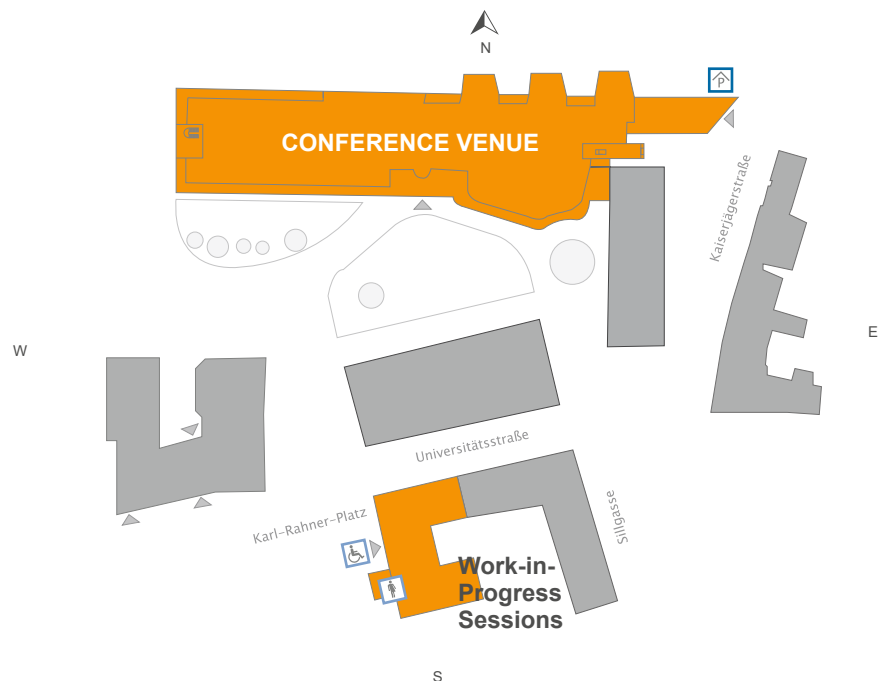 N
P
CONFERENCE VENUE
Kaiserjägerstraße
W
E
Universitätsstraße
Karl-Rahner-Platz
Sillgasse
Work-in-
Progress
Sessions
S